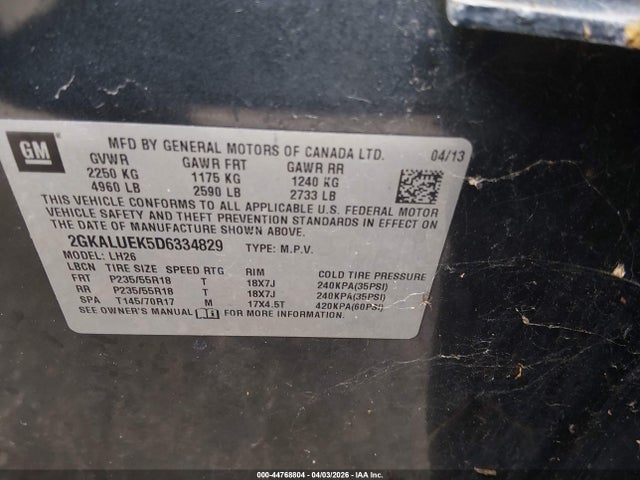 GM
MFD BY GENERAL MOTORS OF CANADA LTD. 04/13
GVWR GAWR FRT GAWR RR
2250 KG 1175 KG 1240 KG
4960 LB 2590 LB 2733 LB
THIS VEHICLE CONFORMS TO ALL APPLICABLE U.S. FEDERAL MOTOR
VEHICLE SAFETY AND THEFT PREVENTION STANDARDS IN EFFECT ON
THE DATE OF MANUFACTURE SHOWN ABOVE.
2GKALUEK5D6334829 TYPE: M.P.V.
MODEL: LH26
LBCN TIRE SIZE SPEED RTG RIM COLD TIRE PRESSURE
FRT P235/55R18 T 18X7J 240KPA(35PSI)
RR P235/55R18 T 18X7J 240KPA(35PSI)
SPA T145/70R17 M 17X4.5T 420KPA(60PSI)
SEE OWNER'S MANUAL FOR MORE INFORMATION.
000-44768804 | 04/03/2026 | IAA Inc.